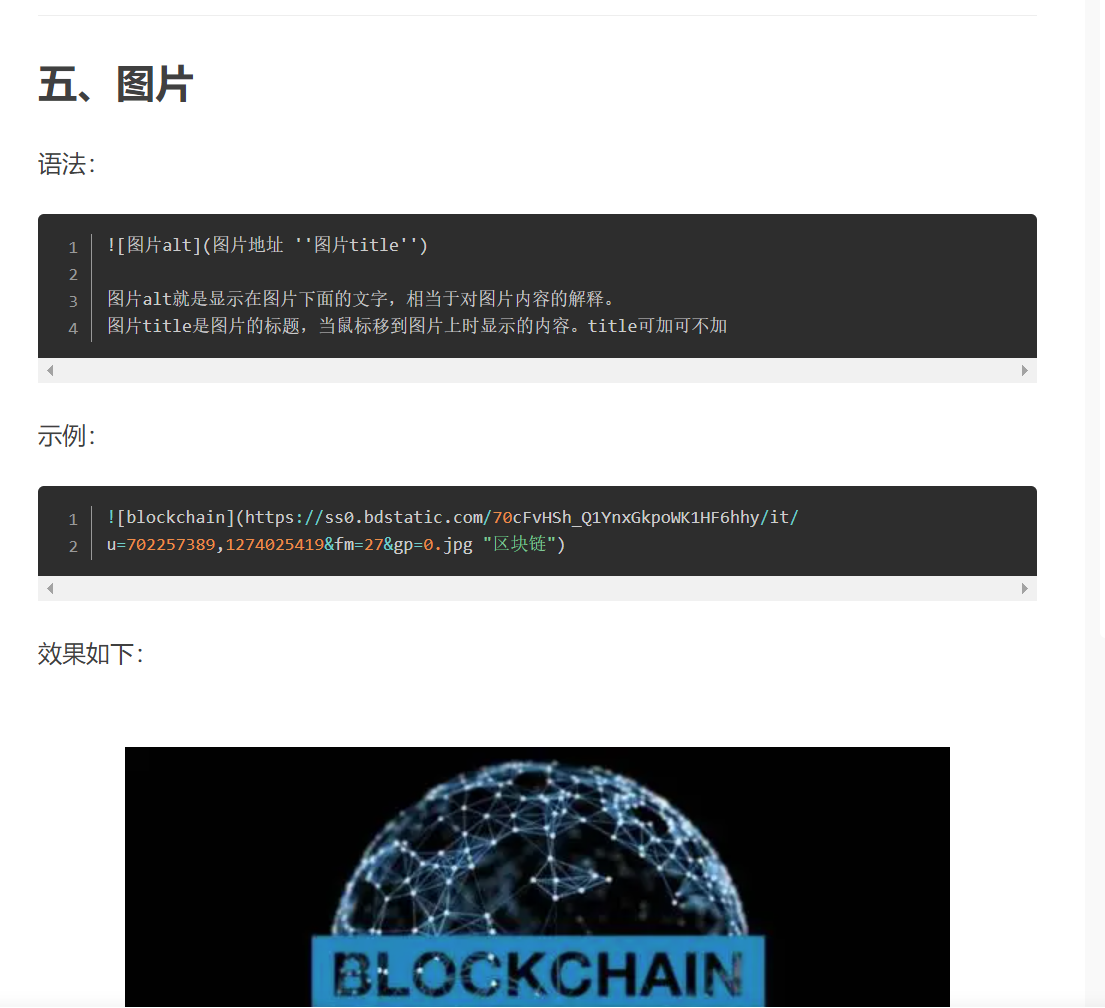 五、图片
语法：
1 ![图片alt](图片地址 ''图片title'')
2
3 图片alt就是显示在图片下面的文字，相当于对图片内容的解释。
4 图片title是图片的标题，当鼠标移到图片上时显示的内容。title可加可不加
示例：
1 ![blockchain](https://ss0.bdstatic.com/70cFvHSh_Q1YnxGkpoWK1HF6hhy/it/
2 u=702257389,1274025419&fm=27&gp=0.jpg "区块链")
效果如下：
BLOCKCHAIN